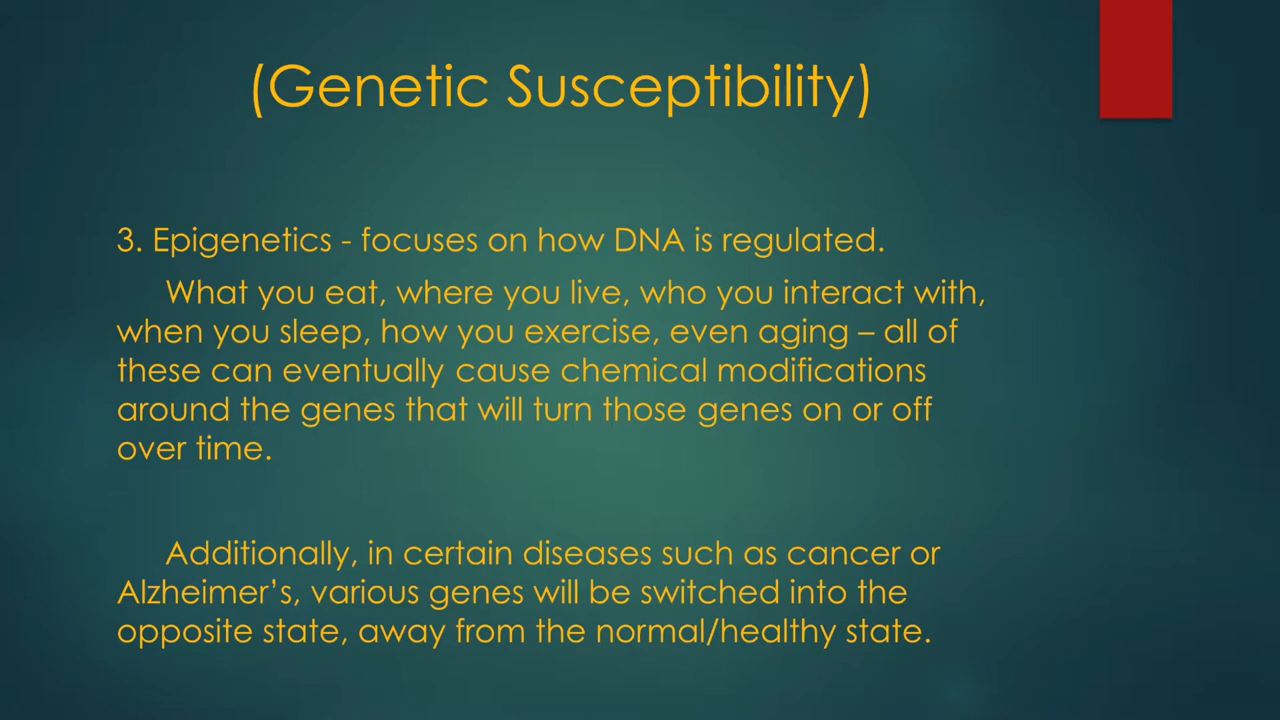 (Genetic Susceptibility)
3. Epigenetics - focuses on how DNA is regulated.
What you eat, where you live, who you interact with,
when you sleep, how you exercise, even aging – all of
these can eventually cause chemical modifications
around the genes that will turn those genes on or off
over time.
Additionally, in certain diseases such as cancer or
Alzheimer’s, various genes will be switched into the
opposite state, away from the normal/healthy state.